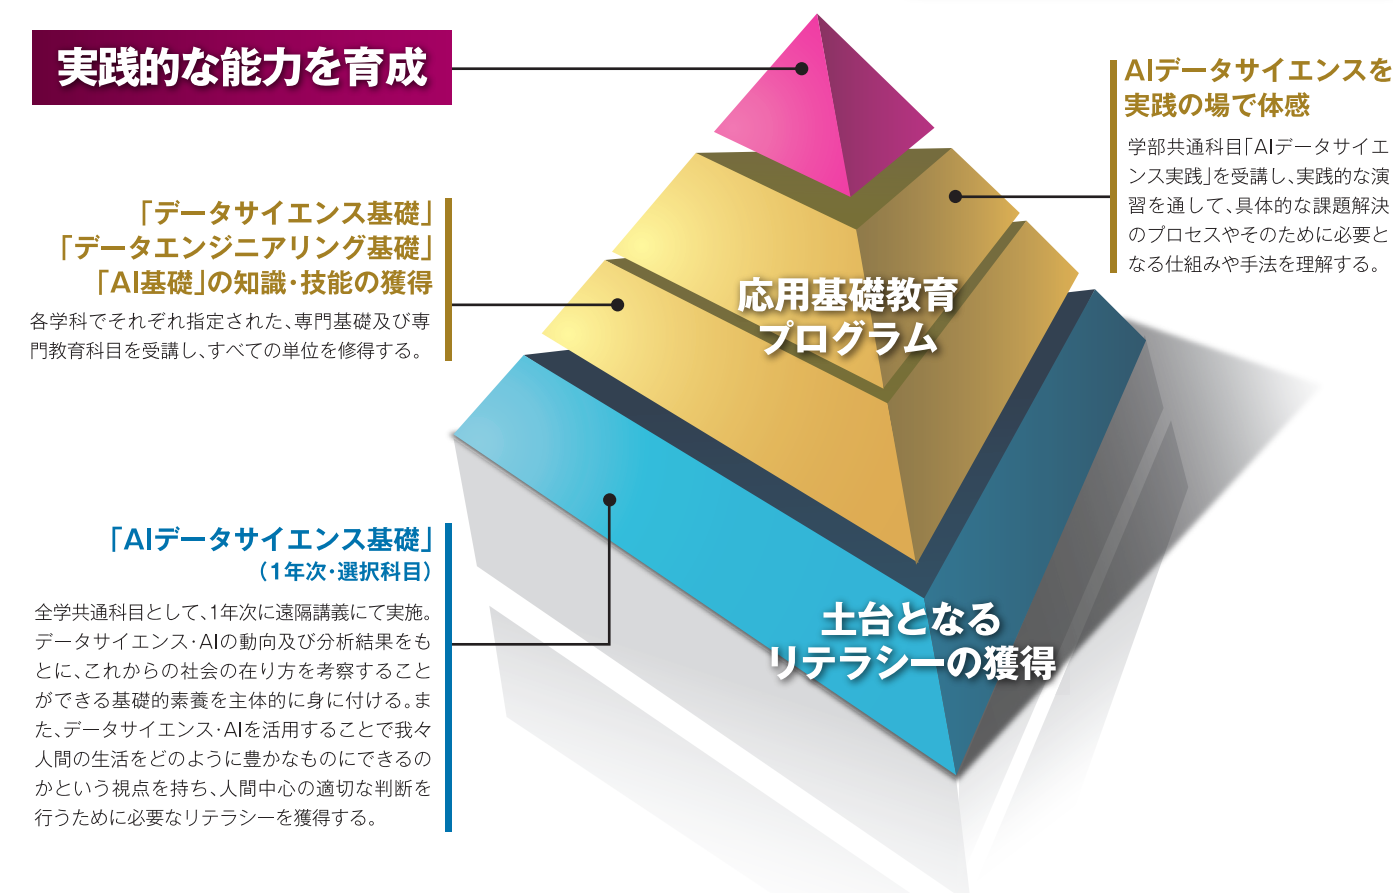 実践的な能力を育成
AIデータサイエンスを
実践の場で体感
学部共通科目「AIデータサイエ
ンス実践」を受講し、実践的な演
習を通して、具体的な課題解決
のプロセスやそのために必要と
なる仕組みや手法を理解する。
「データサイエンス基礎」
「データエンジニアリング基礎」
「AI基礎」の知識・技能の獲得
各学科でそれぞれ指定された、専門基礎及び専
門教育科目を受講し、すべての単位を修得する。
応用基礎教育
プログラム
「AIデータサイエンス基礎」
（1年次・選択科目）
全学共通科目として、1年次に遠隔講義にて実施。
データサイエンス・AIの動向及び分析結果をも
とに、これからの社会の在り方を考察すること
ができる基礎的素養を主体的に身に付ける。ま
た、データサイエンス・AIを活用することで我々
人間の生活をどのように豊かなものにできるの
かという視点を持ち、人間中心の適切な判断を
行うために必要なリテラシーを獲得する。
土台となる
リテラシーの獲得